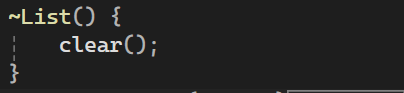 ~List() {
    clear();
}